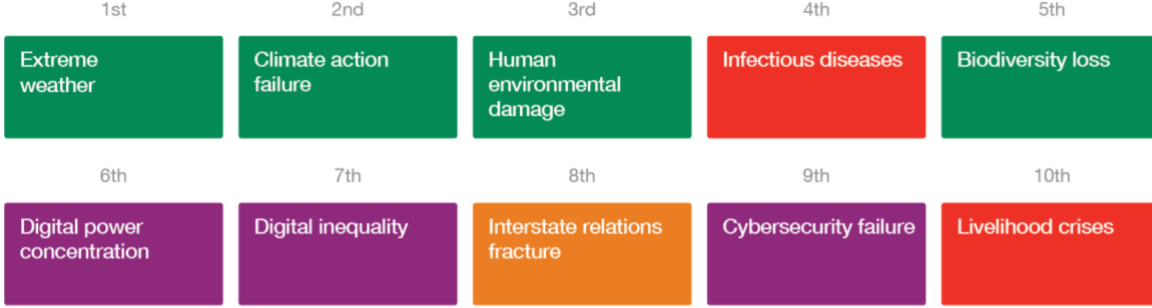 1st
2nd
3rd
4th
5th
Extreme
weather
Climate action
failure
Human
environmental
damage
Infectious diseases
Biodiversity loss
6th
7th
8th
9th
10th
Digital power
concentration
Digital inequality
Interstate relations
fracture
Cybersecurity failure
Livelihood crises